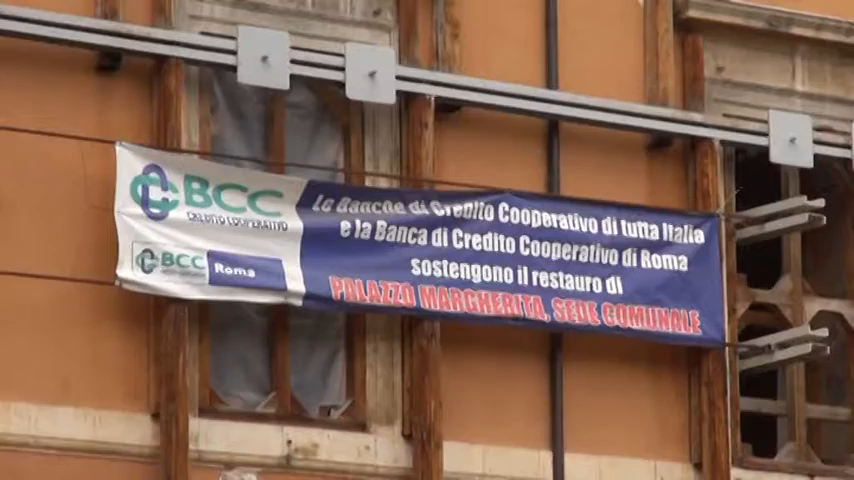 BCC
CREDITO COOPERATIVO
BCC
Roma
Le Banche di Credito Cooperativo di tutta Italia
e la Banca di Credito Cooperativo di Roma
sostengono il restauro di
PALAZZO MARGHERITA, SEDE COMUNALE